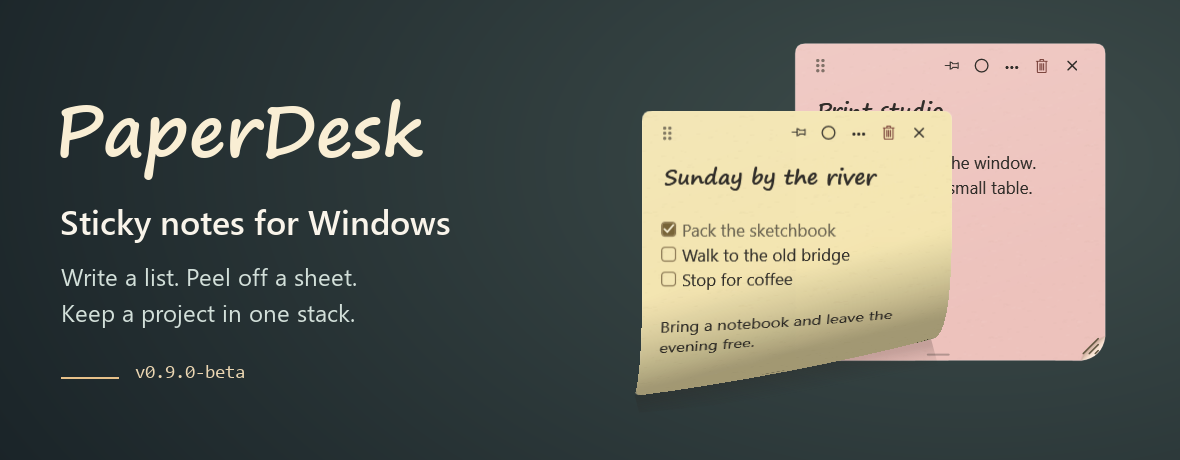 PaperDesk
Sticky notes for Windows
Write a list. Peel off a sheet.
Keep a project in one stack.
v0.9.0-beta
Print studio
he window.
small table.
Sunday by the river
Pack the sketchbook
Walk to the old bridge
Stop for coffee
Bring a notebook and leave the
evening free.